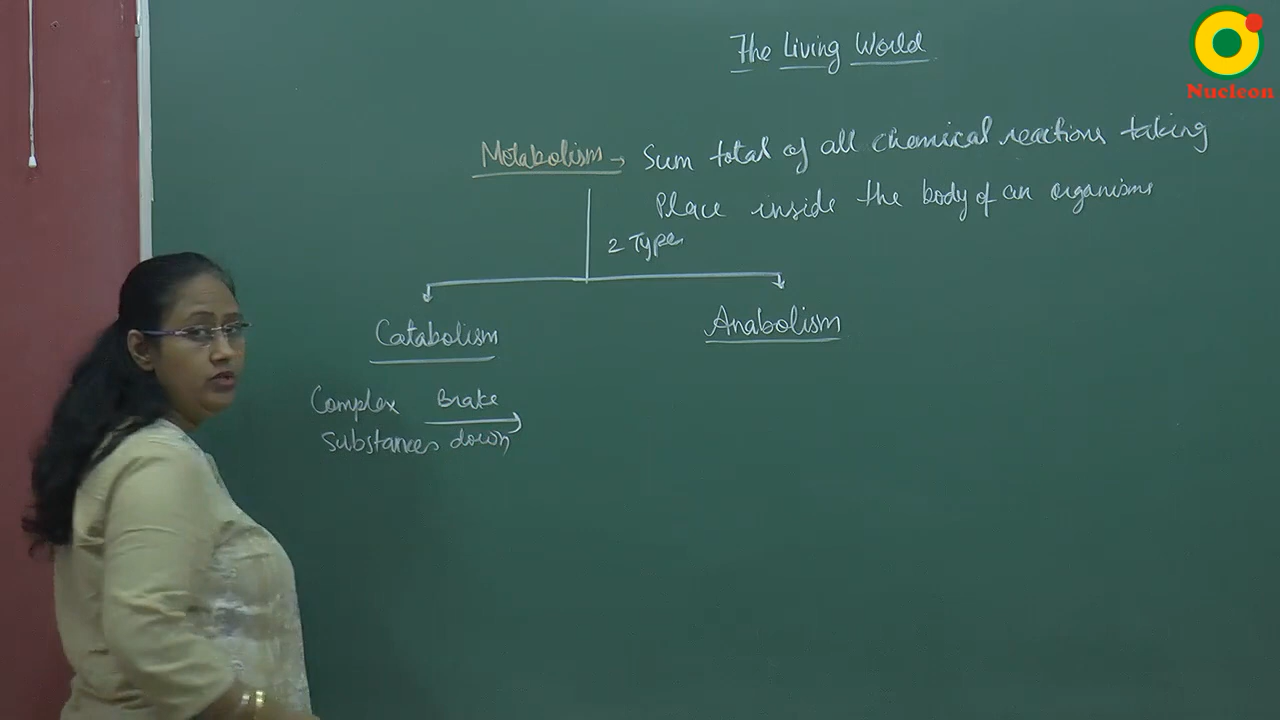 The Living World
Nucleon
Metabolism → Sum total of all chemical reactions taking
Place inside the body of an organisms
2 Types
Catabolism
Anabolism
Complex Brake
Substances down